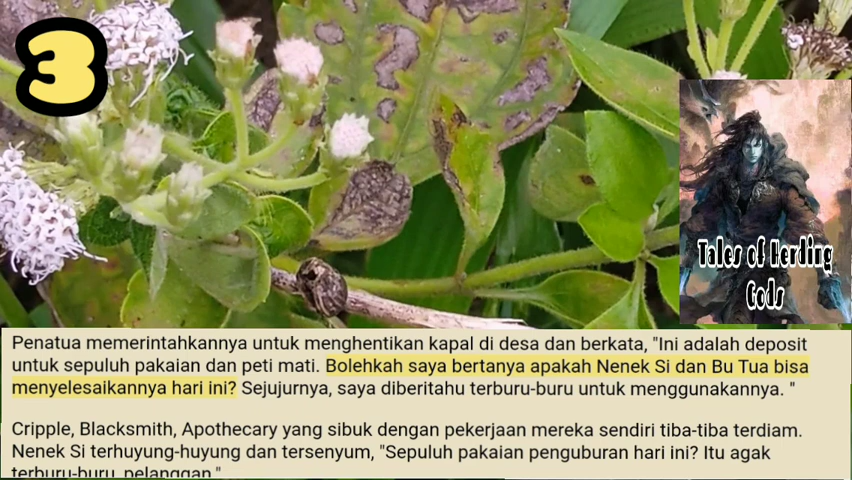 3
Tales of Herding
Gods
Penatua memerintahkannya untuk menghentikan kapal di desa dan berkata, "Ini adalah deposit
untuk sepuluh pakaian dan peti mati. Bolehkah saya bertanya apakah Nenek Si dan Bu Tua bisa
menyelesaikannya hari ini? Sejujurnya, saya diberitahu terburu-buru untuk menggunakannya. "
Cripple, Blacksmith, Apothecary yang sibuk dengan pekerjaan mereka sendiri tiba-tiba terdiam.
Nenek Si terhuyung-huyung dan tersenyum, "Sepuluh pakaian penguburan hari ini? Itu agak
terburu-buru, pelanggan."